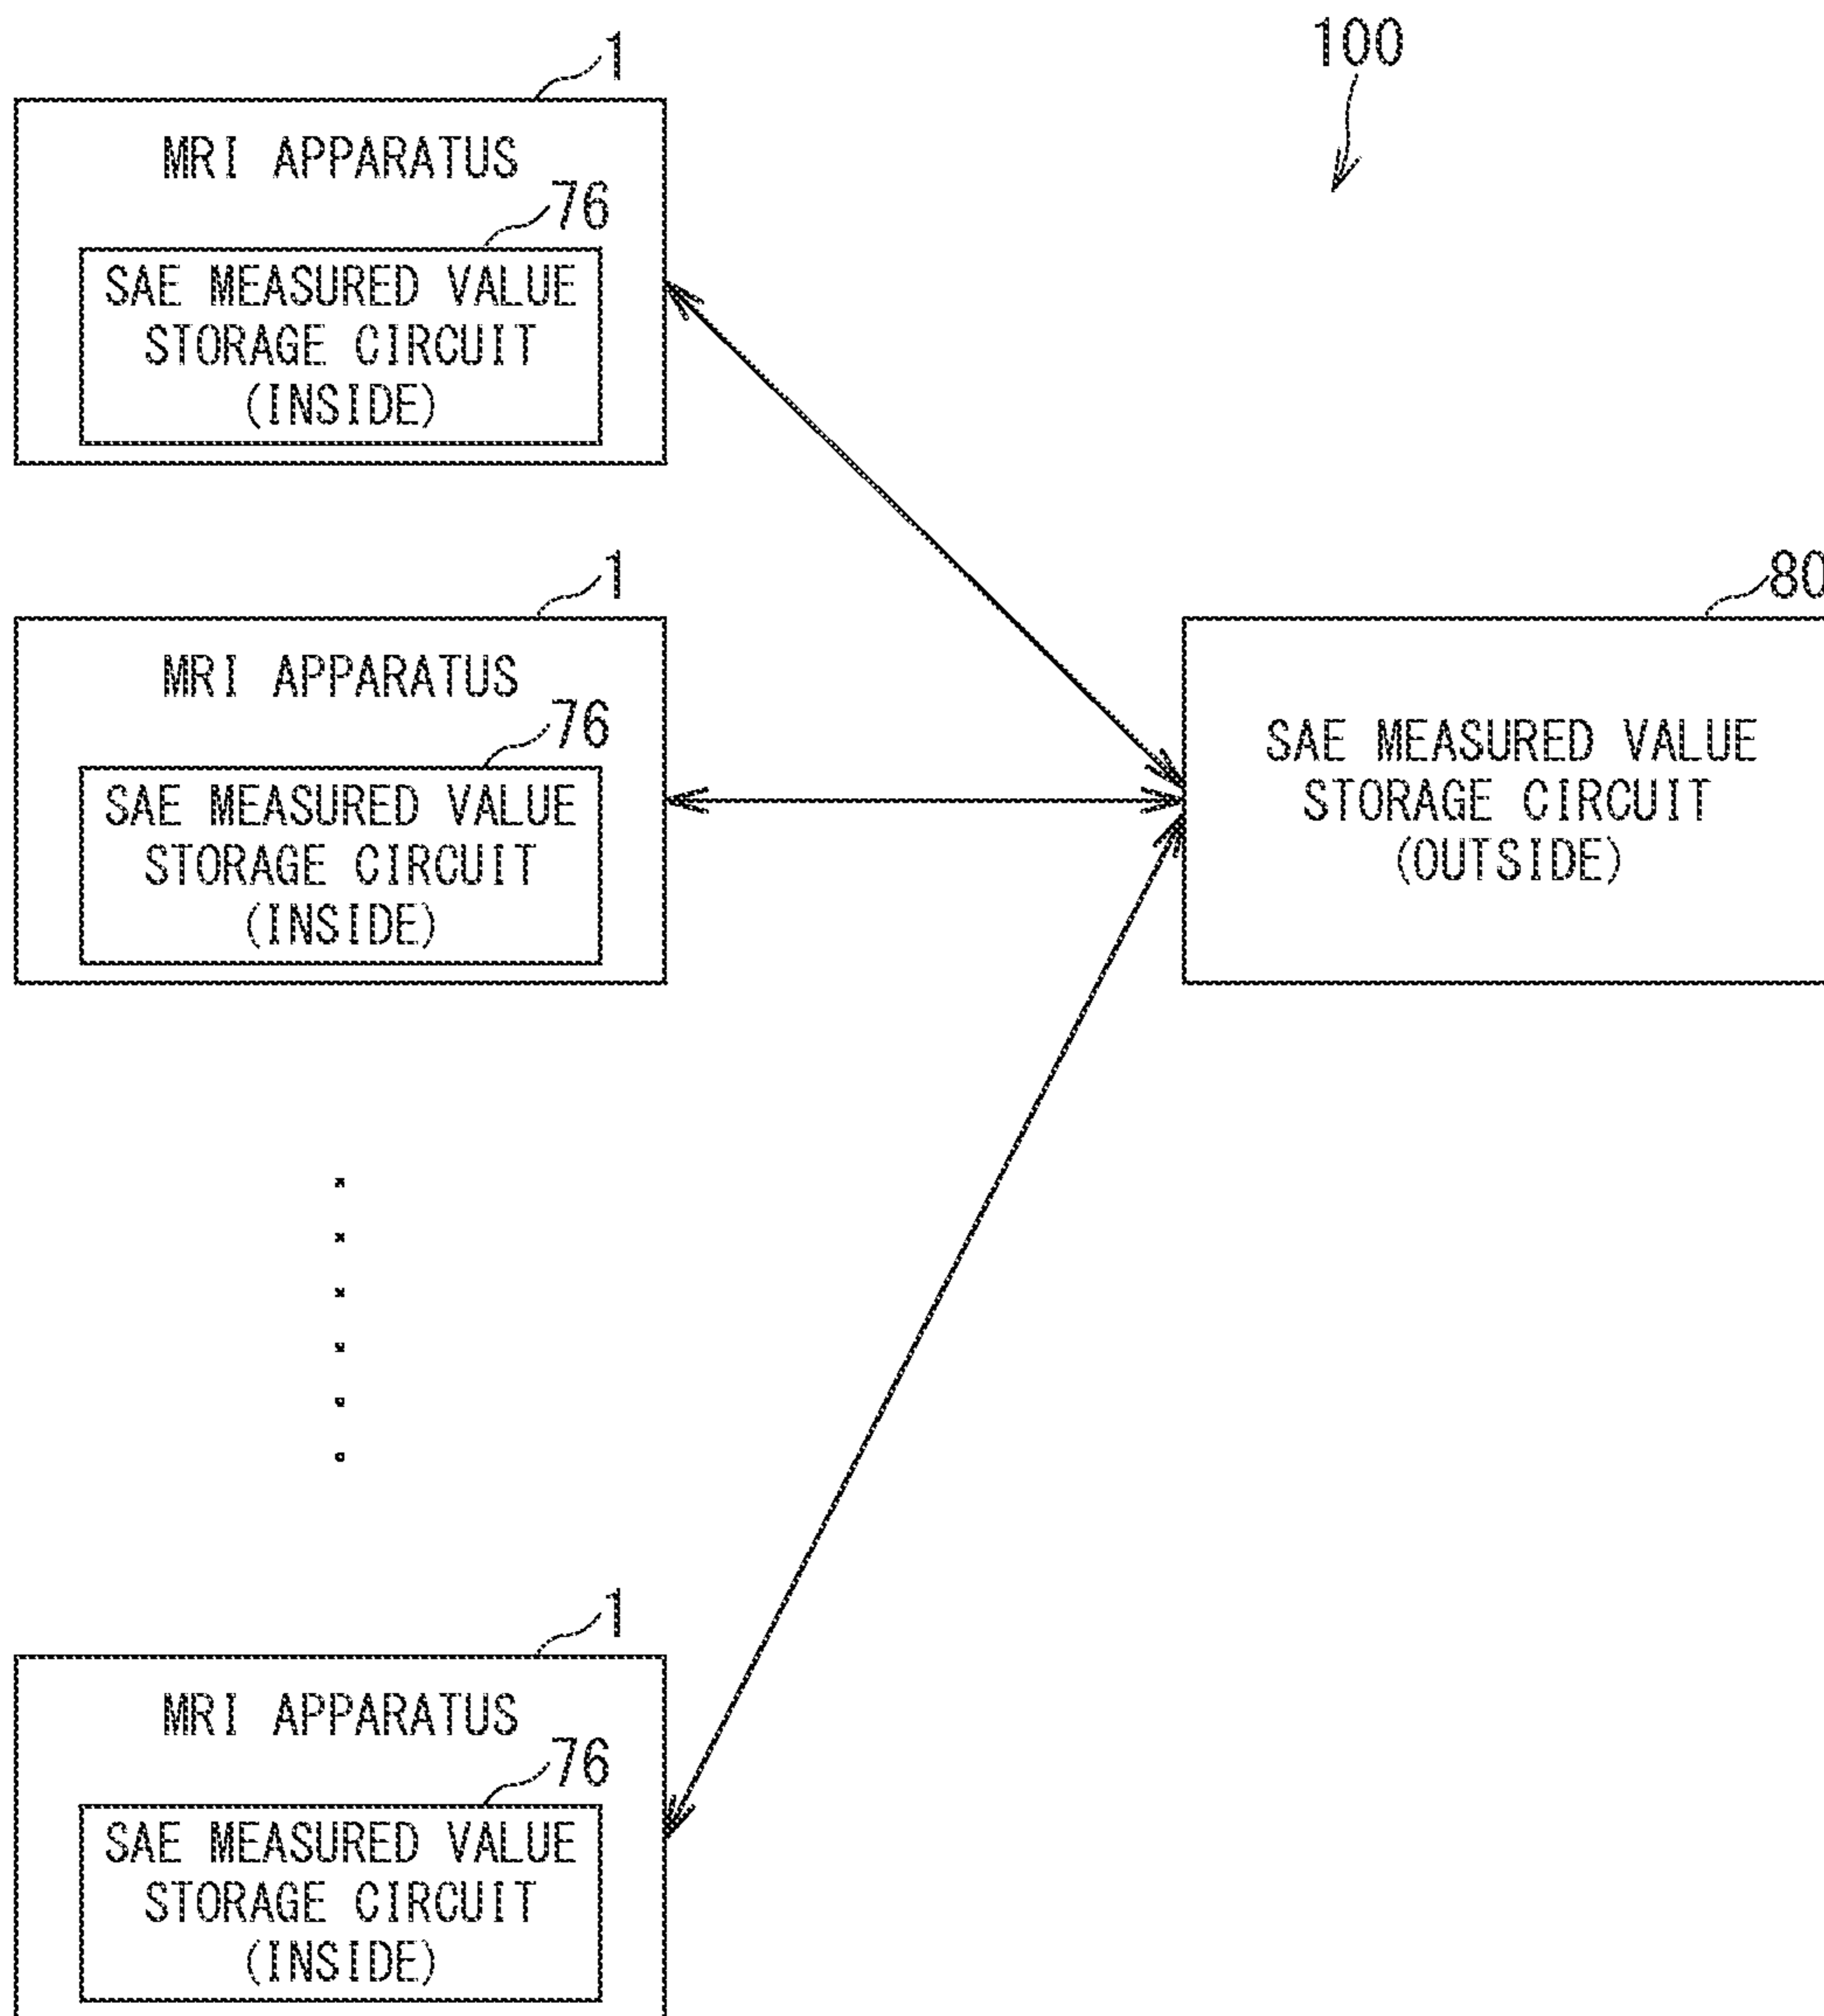 100
1
MRI APPARATUS
76
SAE MEASURED VALUE
STORAGE CIRCUIT
(INSIDE)
1
MRI APPARATUS
76
SAE MEASURED VALUE
STORAGE CIRCUIT
(INSIDE)
80
SAE MEASURED VALUE
STORAGE CIRCUIT
(OUTSIDE)
1
MRI APPARATUS
76
SAE MEASURED VALUE
STORAGE CIRCUIT
(INSIDE)